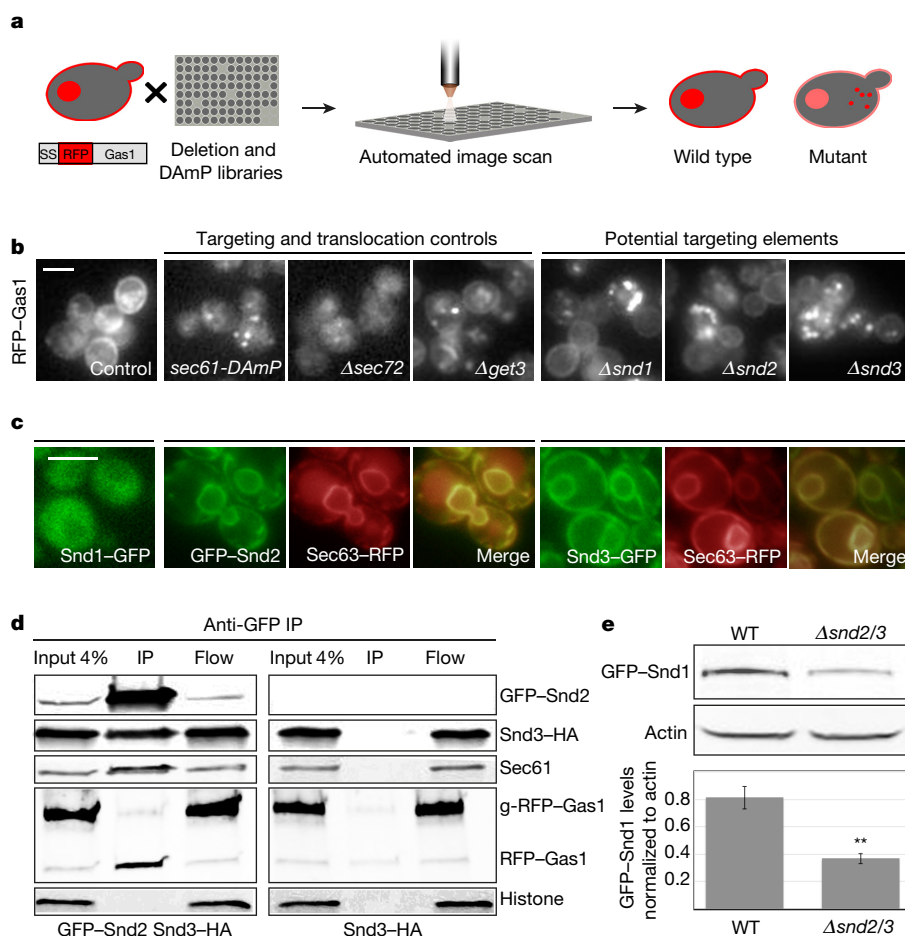 a
SS RFP Gas1
Deletion and
DAmP libraries
Automated image scan
Wild type
Mutant
b
Targeting and translocation controls
Potential targeting elements
RFP–Gas1
Control
sec61-DAmP
Δsec72
Δget3
Δsnd1
Δsnd2
Δsnd3
c
Snd1–GFP
GFP–Snd2
Sec63–RFP
Merge
Snd3–GFP
Sec63–RFP
Merge
d
Anti-GFP IP
Input 4% IP Flow
Input 4% IP Flow
GFP–Snd2
Snd3–HA
Sec61
g-RFP–Gas1
RFP–Gas1
Histone
GFP–Snd2 Snd3–HA
Snd3–HA
e
WT Δsnd2/3
GFP–Snd1
Actin
GFP–Snd1 levels
normalized to actin
0.8
0.6
0.4
0.2
**
WT Δsnd2/3